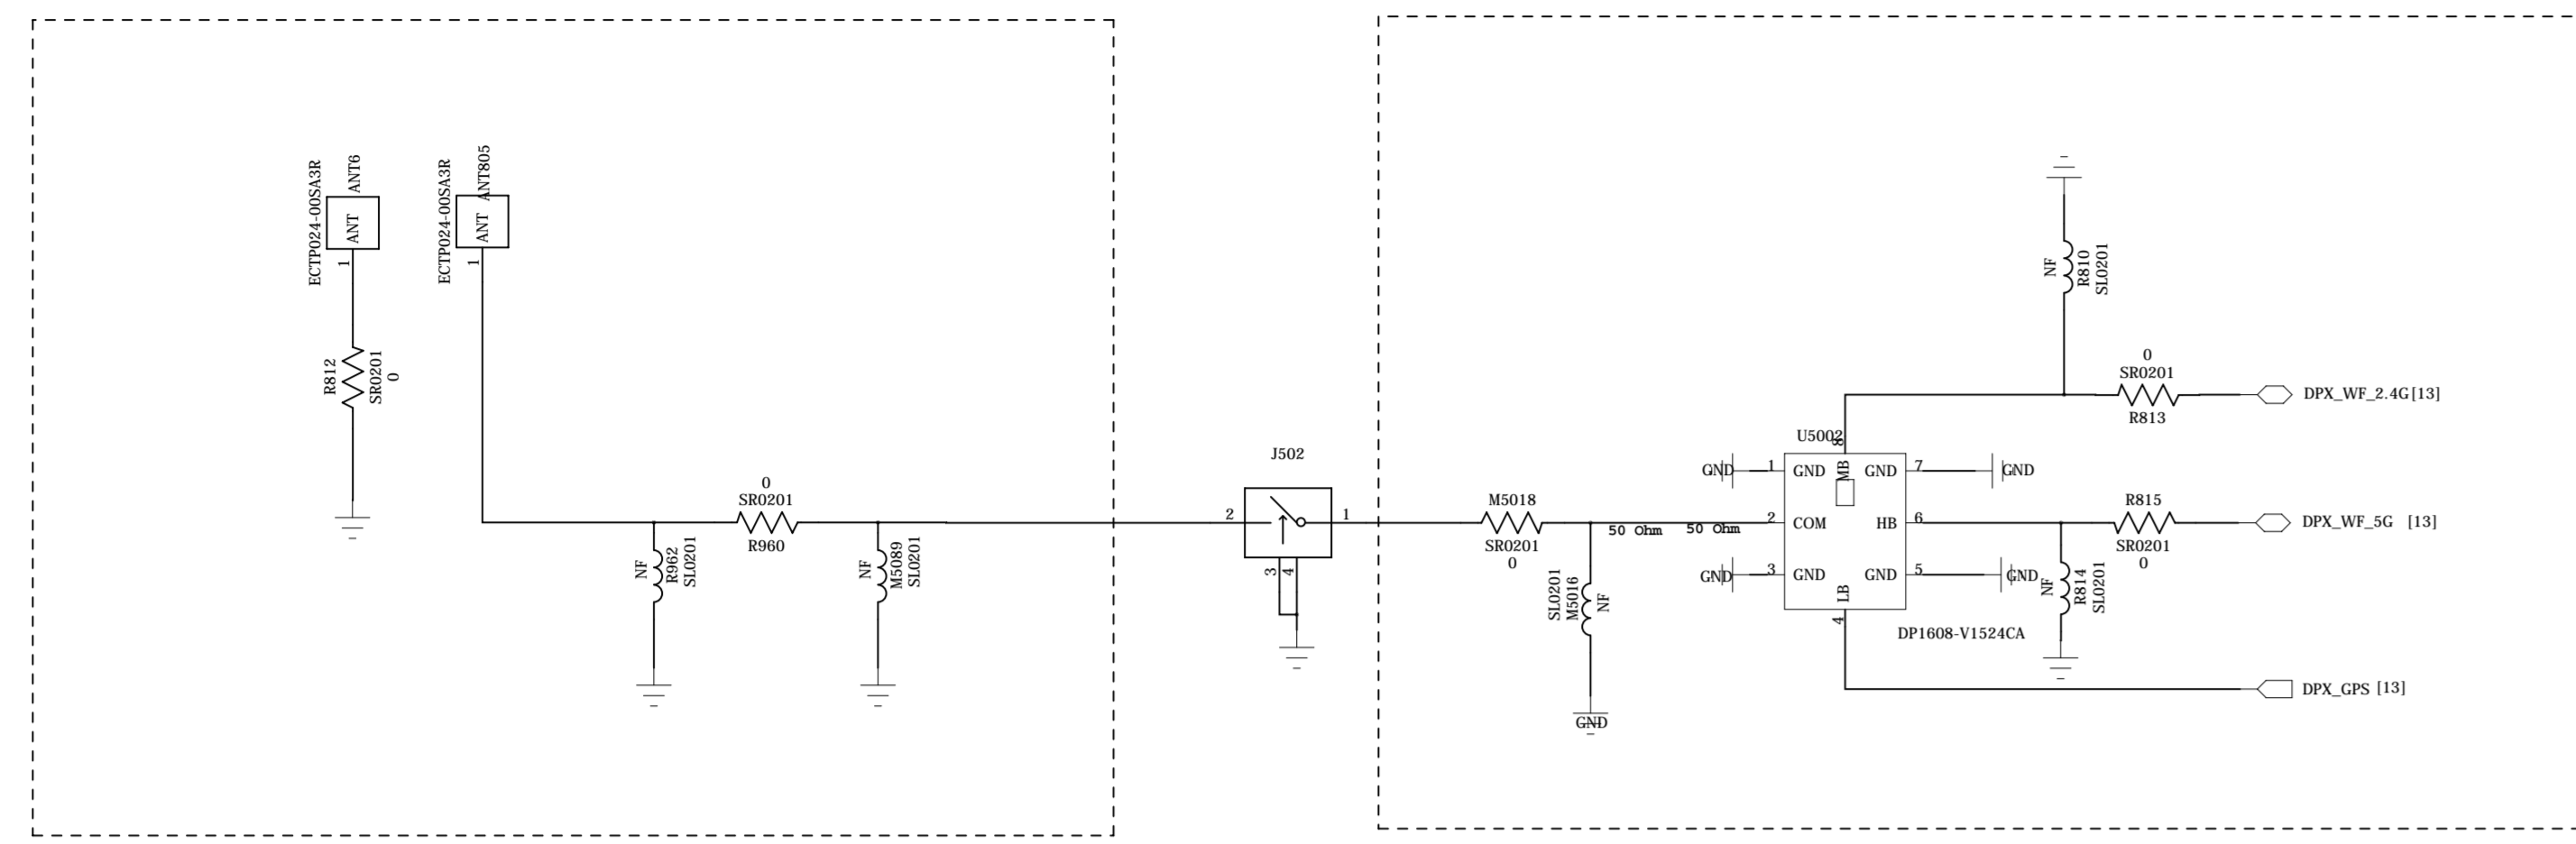 ECTP024-00SA3R
ANT6
ANT
1
R812
SR0201
0
ECTP024-00SA3R
ANT805
ANT
1
0
SR0201
R960
NF
R962
SL0201
NF
M5089
SL0201
J502
2
1
3
4
M5018
SR0201
0
SL0201
M5016
NF
GND
50 Ohm
50 Ohm
U5002
8
MB
GND
1
GND
GND
7
GND
2
COM
HB
6
GND
3
GND
GND
5
GND
LB
4
DP1608-V1524CA
NF
R810
SL0201
0
SR0201
R813
DPX_WF_2.4G[13]
R815
SR0201
0
DPX_WF_5G [13]
NF
R814
SL0201
DPX_GPS [13]